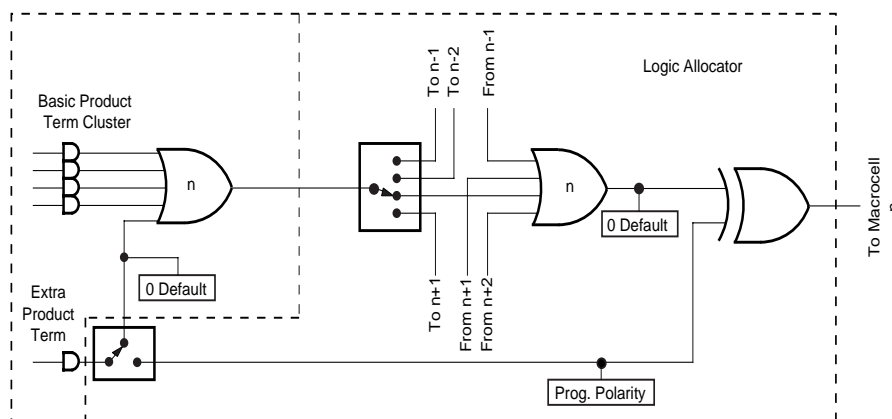 To n-1
To n-2
From n-1
Logic Allocator
Basic Product
Term Cluster
n
n
0 Default
0 Default
To Macrocell
n
Extra
Product
Term
To n+1
From n+1
From n+2
Prog. Polarity